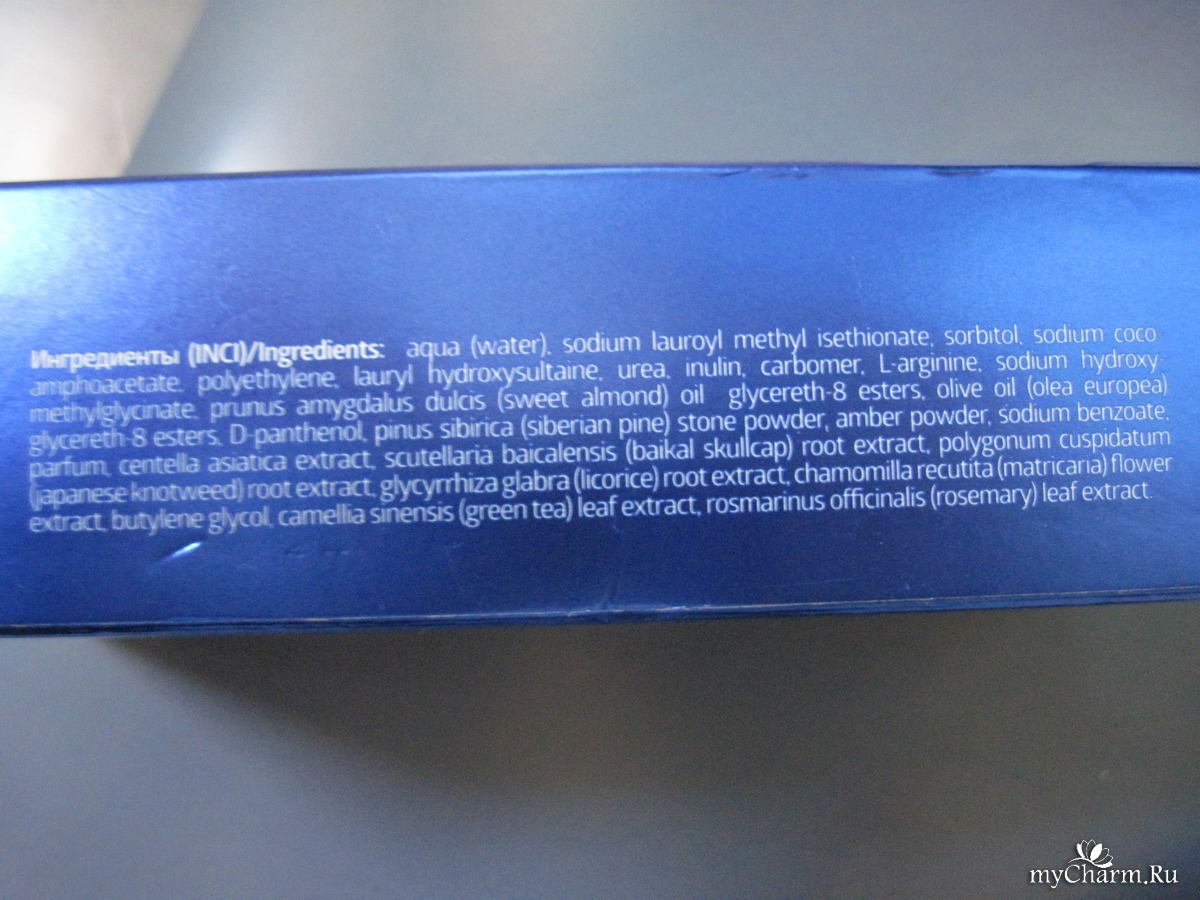 Ингредиенты (INCI)/Ingredients: aqua (water), sodium lauroyl methyl isethionate, sorbitol, sodium coco-
amphoacetate, polyethylene, lauryl hydroxysultaine, urea, inulin, carbomer, L-arginine, sodium hydroxy-
methylglycinate, prunus amygdalus dulcis (sweet almond) oil glycereth-8 esters, olive oil (olea europea)
glycereth-8 esters, D-panthenol, pinus sibirica (siberian pine) stone powder, amber powder, sodium benzoate,
parfum, centella asiatica extract, scutellaria baicalensis (baikal skullcap) root extract, polygonum cuspidatum
(japanese knotweed) root extract, glycyrrhiza glabra (licorice) root extract, chamomilla recutita (matricaria) flower
extract, butylene glycol, camellia sinensis (green tea) leaf extract, rosmarinus officinalis (rosemary) leaf extract.
myCharm.Ru